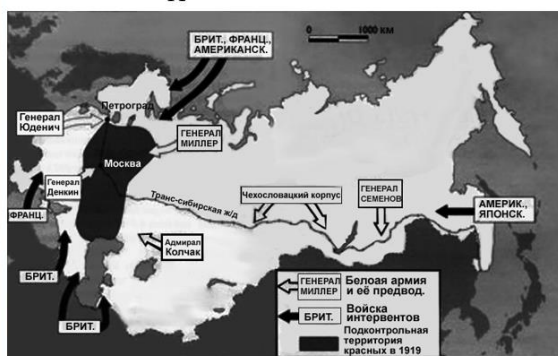 0 1000 км
БРИТ., ФРАНЦ.,
АМЕРИКАНСК.
Петроград
Генерал
Юденич
ГЕНЕРАЛ
МИЛЛЕР
Москва
Генерал
Денкин
Транс-сибирская ж/д
Чехословацкий корпус
ГЕНЕРАЛ
СЕМЕНОВ
АМЕРИК.,
ЯПОНСК.
ФРАНЦ.
Адмирал
Колчак
БРИТ.
БРИТ.
ГЕНЕРАЛ
МИЛЛЕР
Белоая армия
и её предвод.
БРИТ.
Войска
интервентов
Подконтрольная
территория
красных в 1919